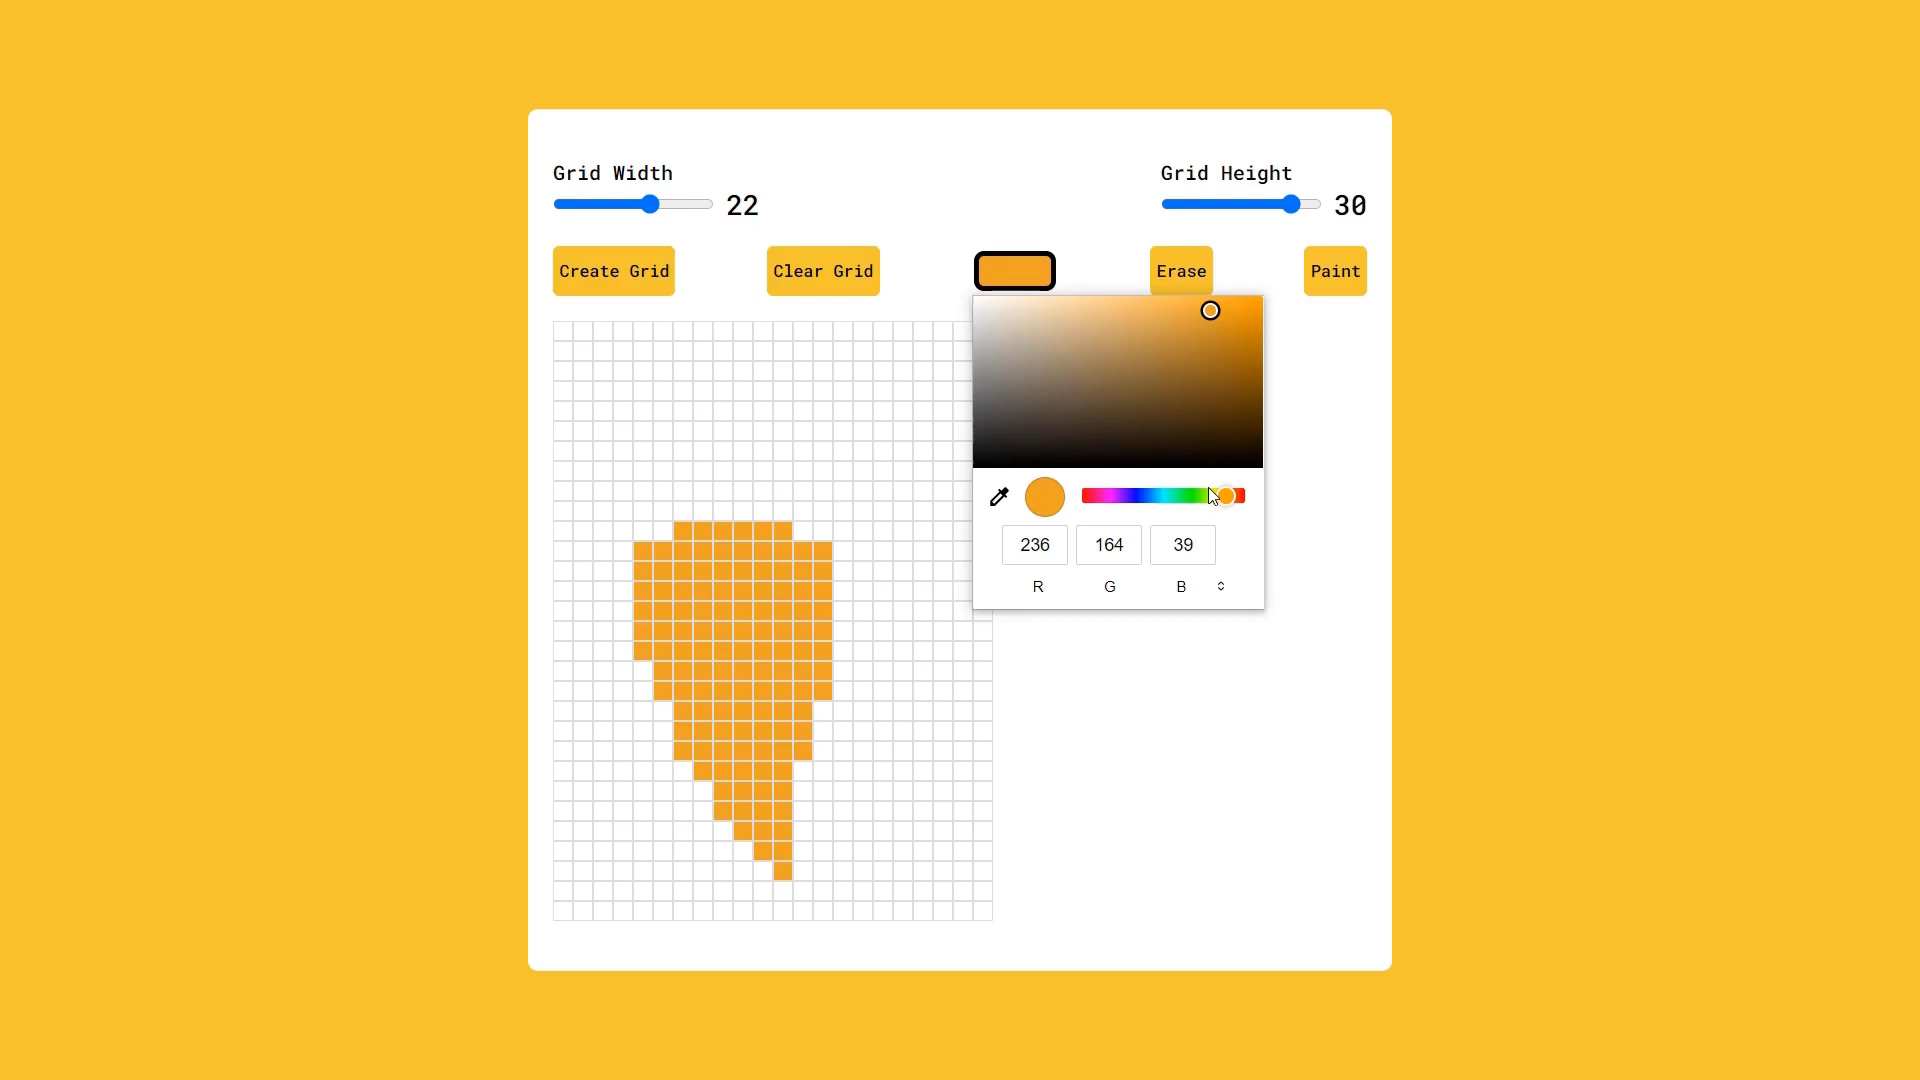 Grid Width
22
Grid Height
30
Create Grid
Clear Grid
Erase
Paint
236 164 39
R G B